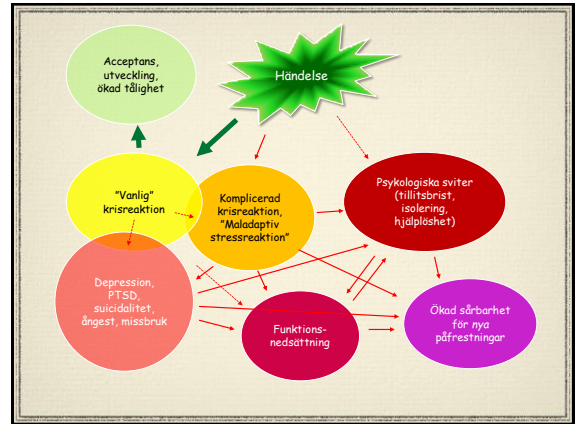 Acceptans,
utveckling,
ökad tålighet
Händelse
”Vanlig”
krisreaktion
Komplicerad
krisreaktion,
”Maladaptiv
stressreaktion”
Psykologiska sviter
(tillitsbrist,
isolering,
hjälplöshet)
Depression,
PTSD,
suicidalitet,
ångest, missbruk
Funktions-
nedsättning
Ökad sårbarhet
för nya
påfrestningar